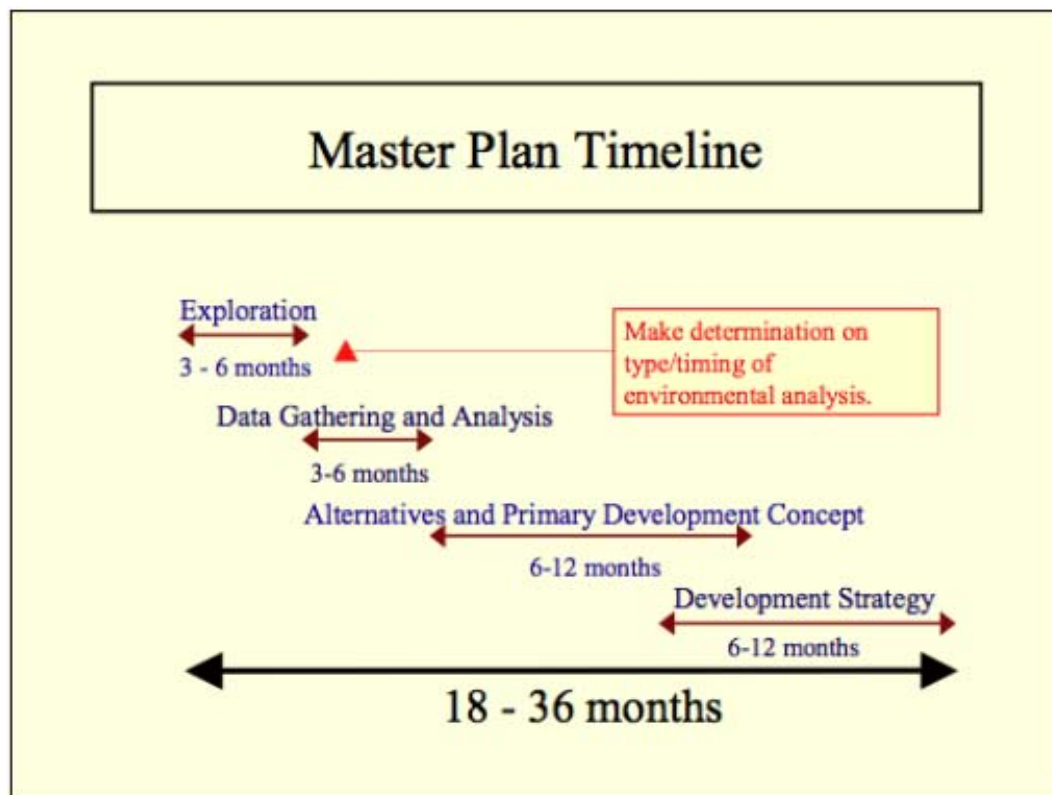 Master Plan Timeline
Exploration
3 - 6 months
Make determination on
type/timing of
environmental analysis.
Data Gathering and Analysis
3-6 months
Alternatives and Primary Development Concept
6-12 months
Development Strategy
6-12 months
18 - 36 months